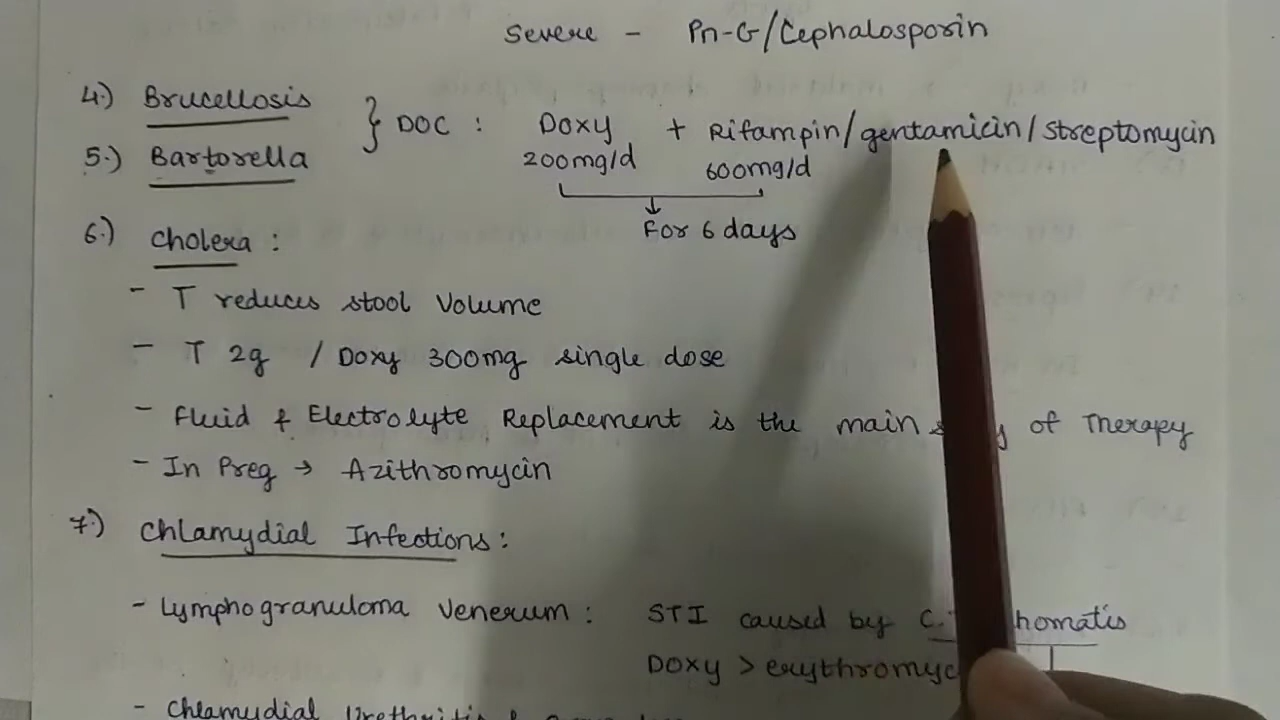 Severe - Pn-G/Cephalosporin
4.) Brucellosis
5.) Bartorella
} DOC : Doxy + Rifampin/gentamicin/streptomycin
200mg/d 600mg/d
For 6 days
6.) Cholera :
- T reduces stool Volume
- T 2g / Doxy 300mg single dose
- Fluid & Electrolyte Replacement is the main of Therapy
- In Preg → Azithromycin
7.) Chlamydial Infections :
- Lymphogranuloma Venerum : STI caused by C.
Doxy >
- Chlamydial Urethritis &